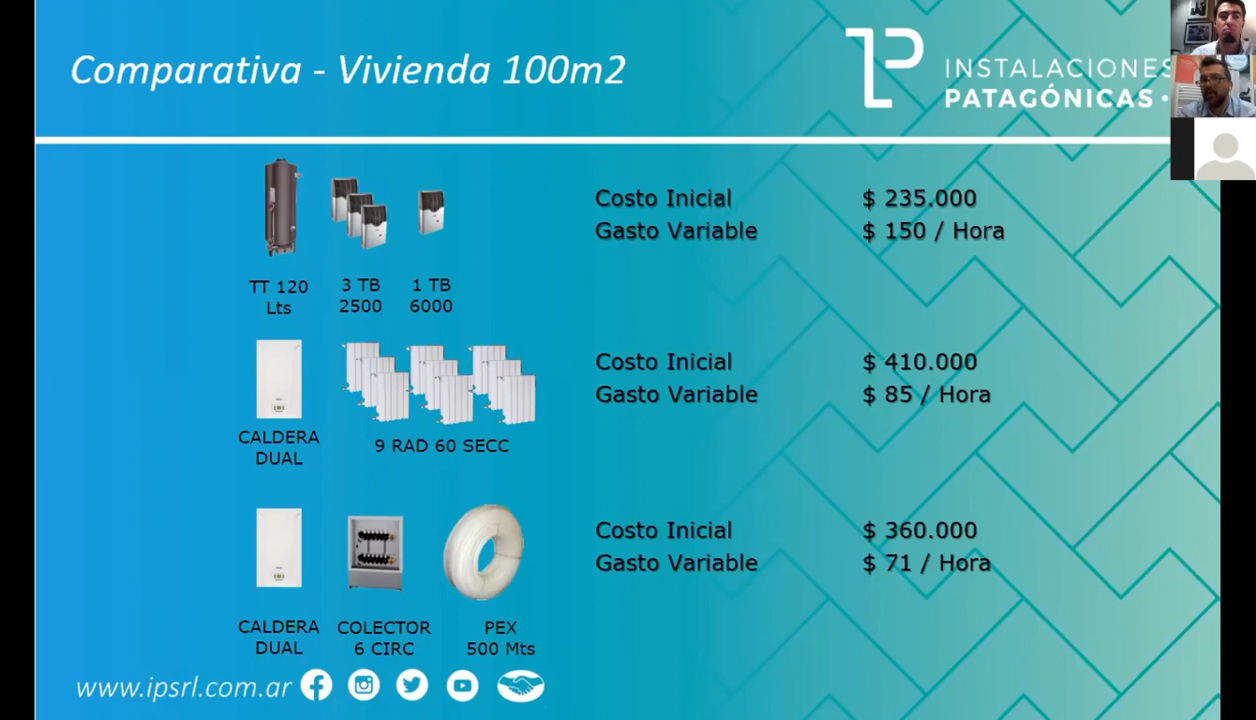 Comparativa - Vivienda 100m2
INSTALACIONES
PATAGÓNICAS
TT 120
Lts
3 TB
2500
1 TB
6000
Costo Inicial $ 235.000
Gasto Variable $ 150 / Hora
CALDERA
DUAL
9 RAD 60 SECC
Costo Inicial $ 410.000
Gasto Variable $ 85 / Hora
CALDERA
DUAL
COLECTOR
6 CIRC
PEX
500 Mts
Costo Inicial $ 360.000
Gasto Variable $ 71 / Hora
www.ipsrl.com.ar